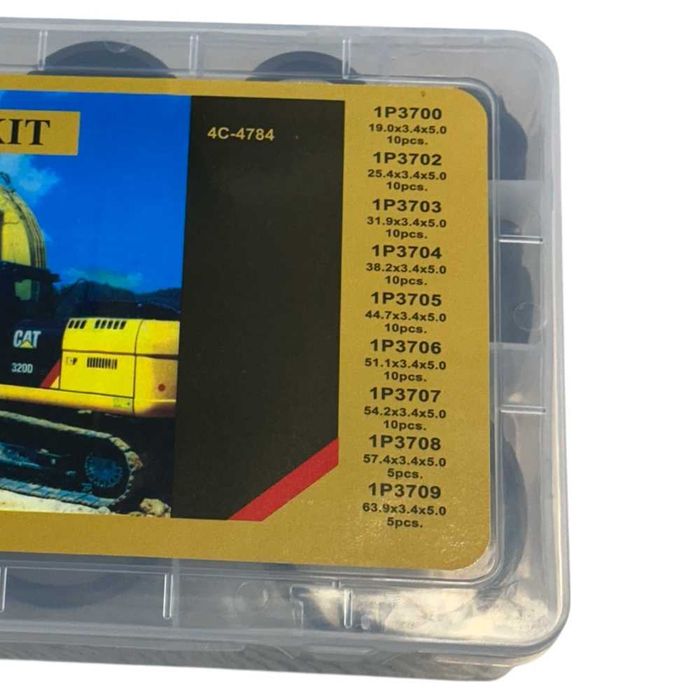 KIT
4C-4784
1P3700
19.0x3.4x5.0
10pcs.
1P3702
25.4x3.4x5.0
10pcs.
1P3703
31.9x3.4x5.0
10pcs.
1P3704
38.2x3.4x5.0
10pcs.
1P3705
44.7x3.4x5.0
10pcs.
1P3706
51.1x3.4x5.0
10pcs.
1P3707
54.2x3.4x5.0
10pcs.
1P3708
57.4x3.4x5.0
5pcs.
1P3709
63.9x3.4x5.0
5pcs.
CAT
320D